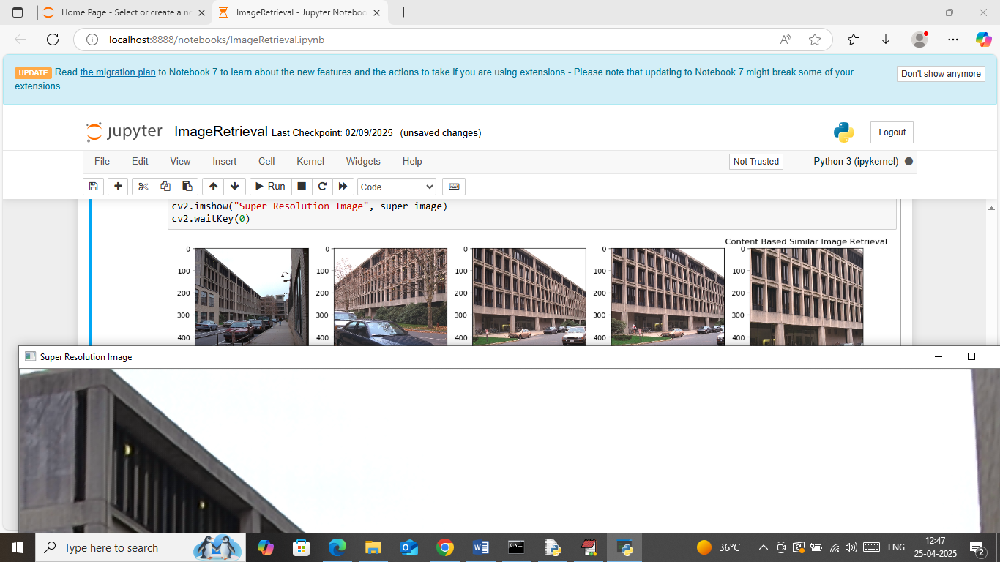 Home Page - Select or create a n
ImageRetrieval - Jupyter Noteboo
localhost:8888/notebooks/ImageRetrieval.ipynb
UPDATE Read the migration plan to Notebook 7 to learn about the new features and the actions to take if you are using extensions - Please note that updating to Notebook 7 might break some of your
extensions.
Don't show anymore
jupyter ImageRetrieval Last Checkpoint: 02/09/2025 (unsaved changes)
Logout
File Edit View Insert Cell Kernel Widgets Help
Not Trusted
Python 3 (ipykernel)
Run
Code
cv2.imshow("Super Resolution Image", super_image)
cv2.waitKey(0)
Content Based Similar Image Retrieval
0 0 0 0 0
100 100 100 100 100
200 200 200 200 200
300 300 300 300 300
400 400 400 400 400
Super Resolution Image
Type here to search
36°C
ENG
12:47
25-04-2025
2